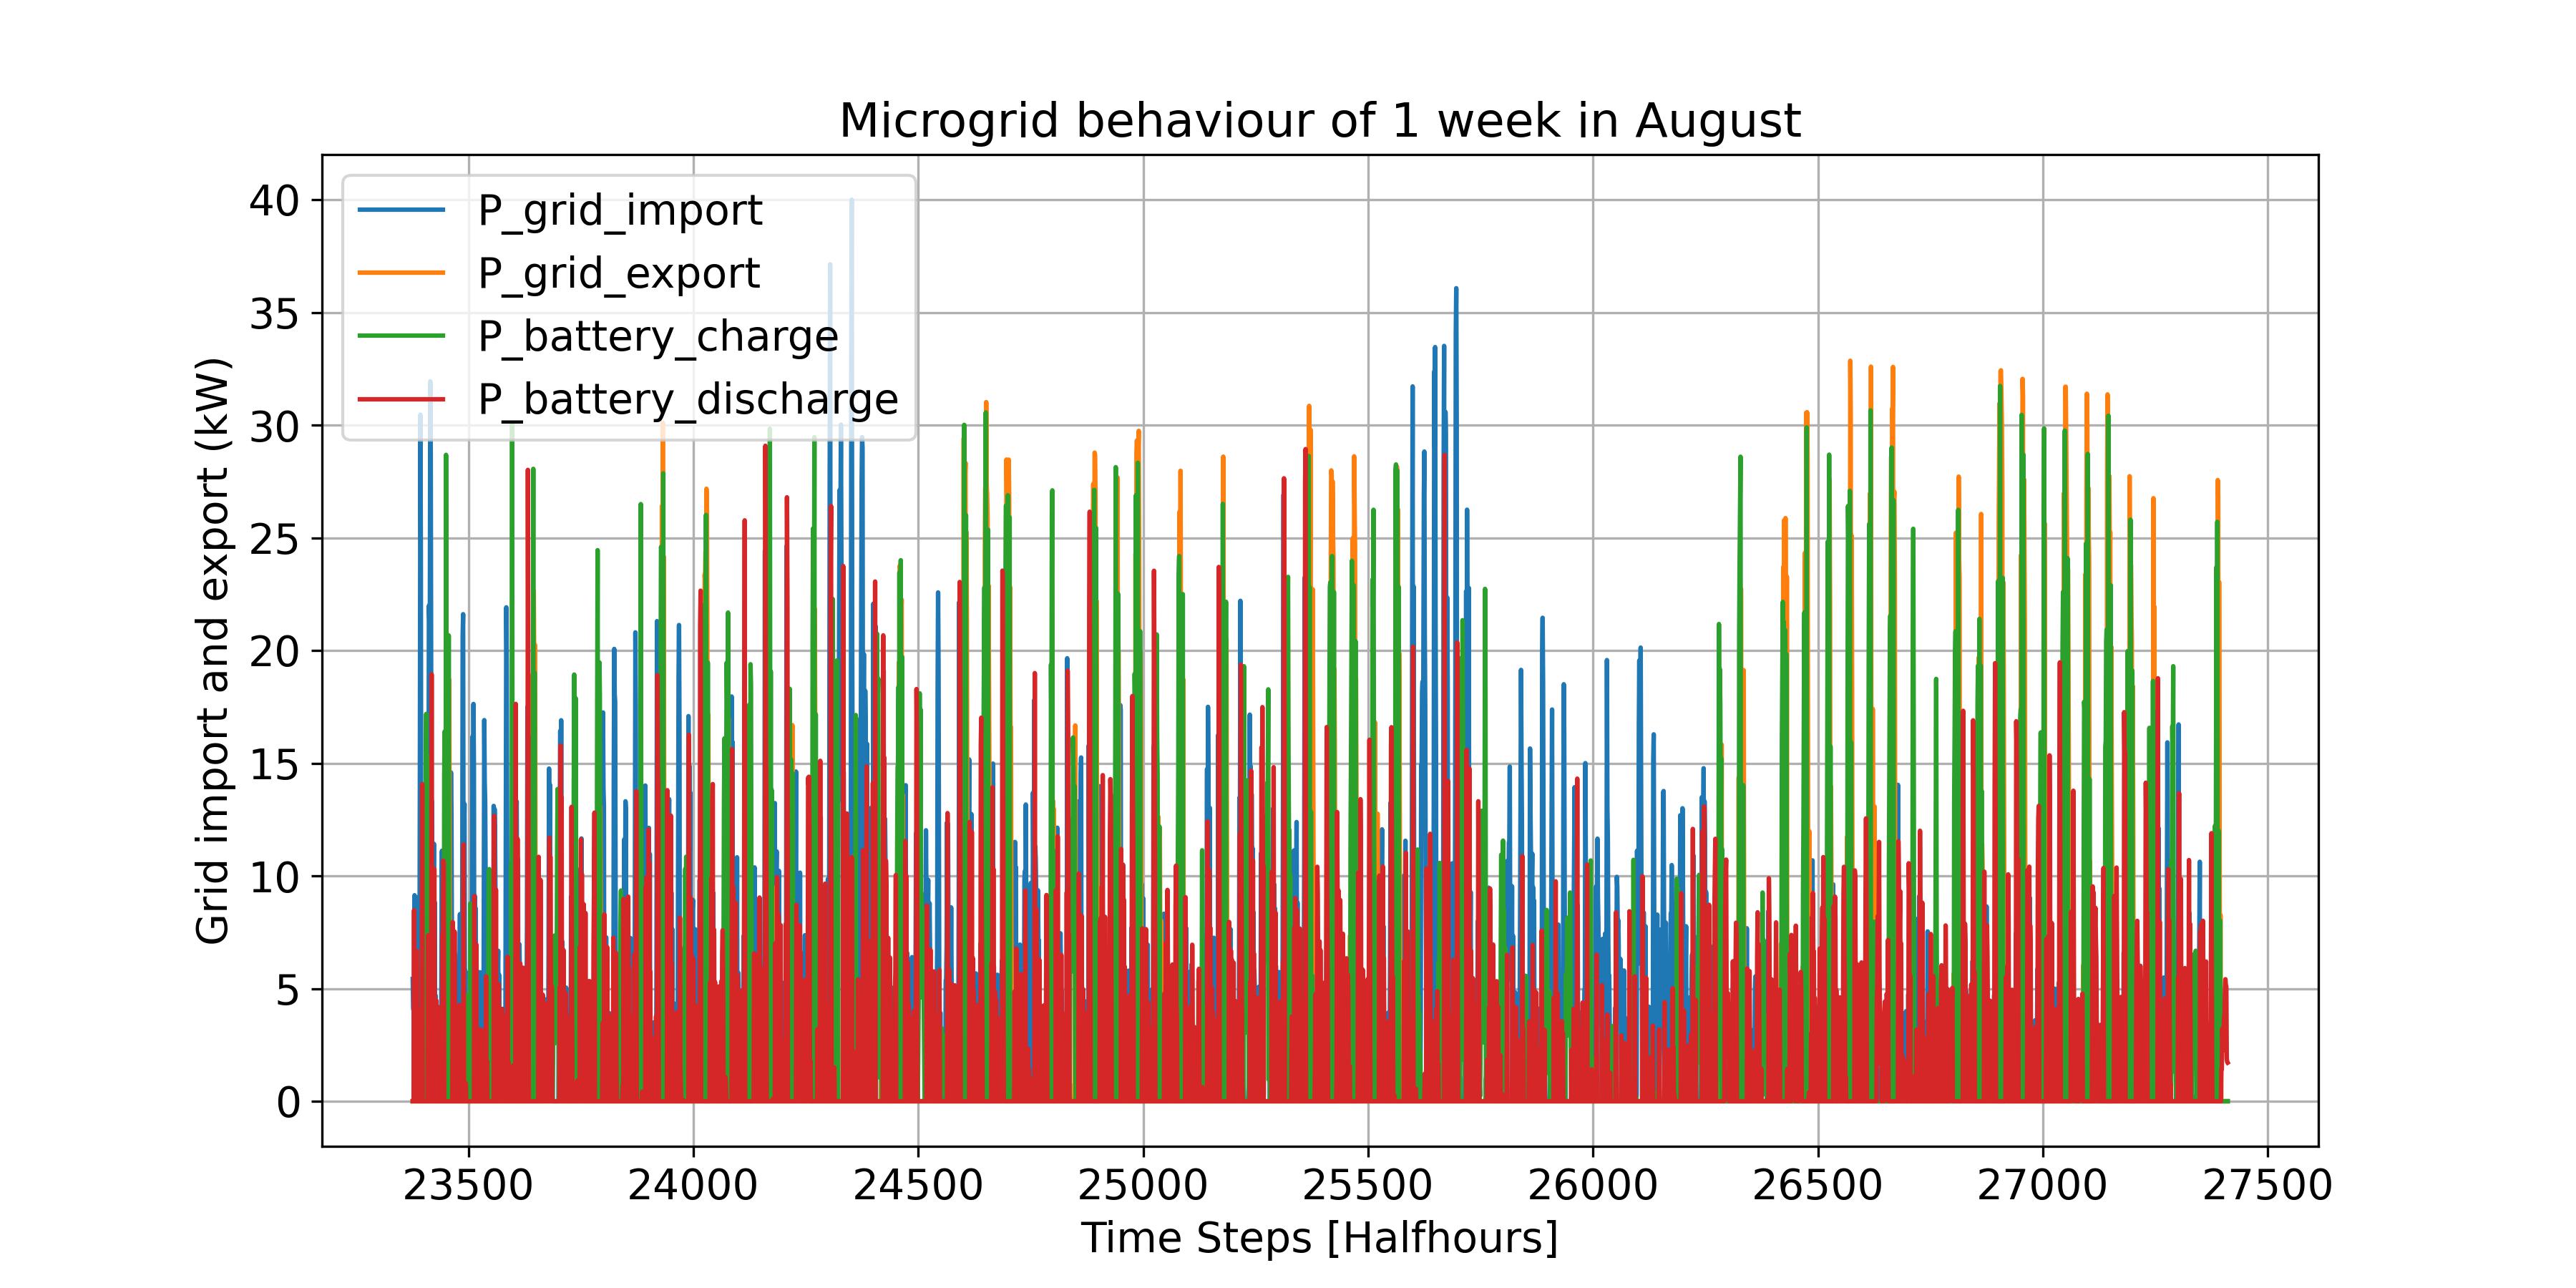 Microgrid behaviour of 1 week in August
P_grid_import
P_grid_export
P_battery_charge
P_battery_discharge
Grid import and export (kW)
40
35
30
25
20
15
10
5
0
23500 24000 24500 25000 25500 26000 26500 27000 27500
Time Steps [Halfhours]